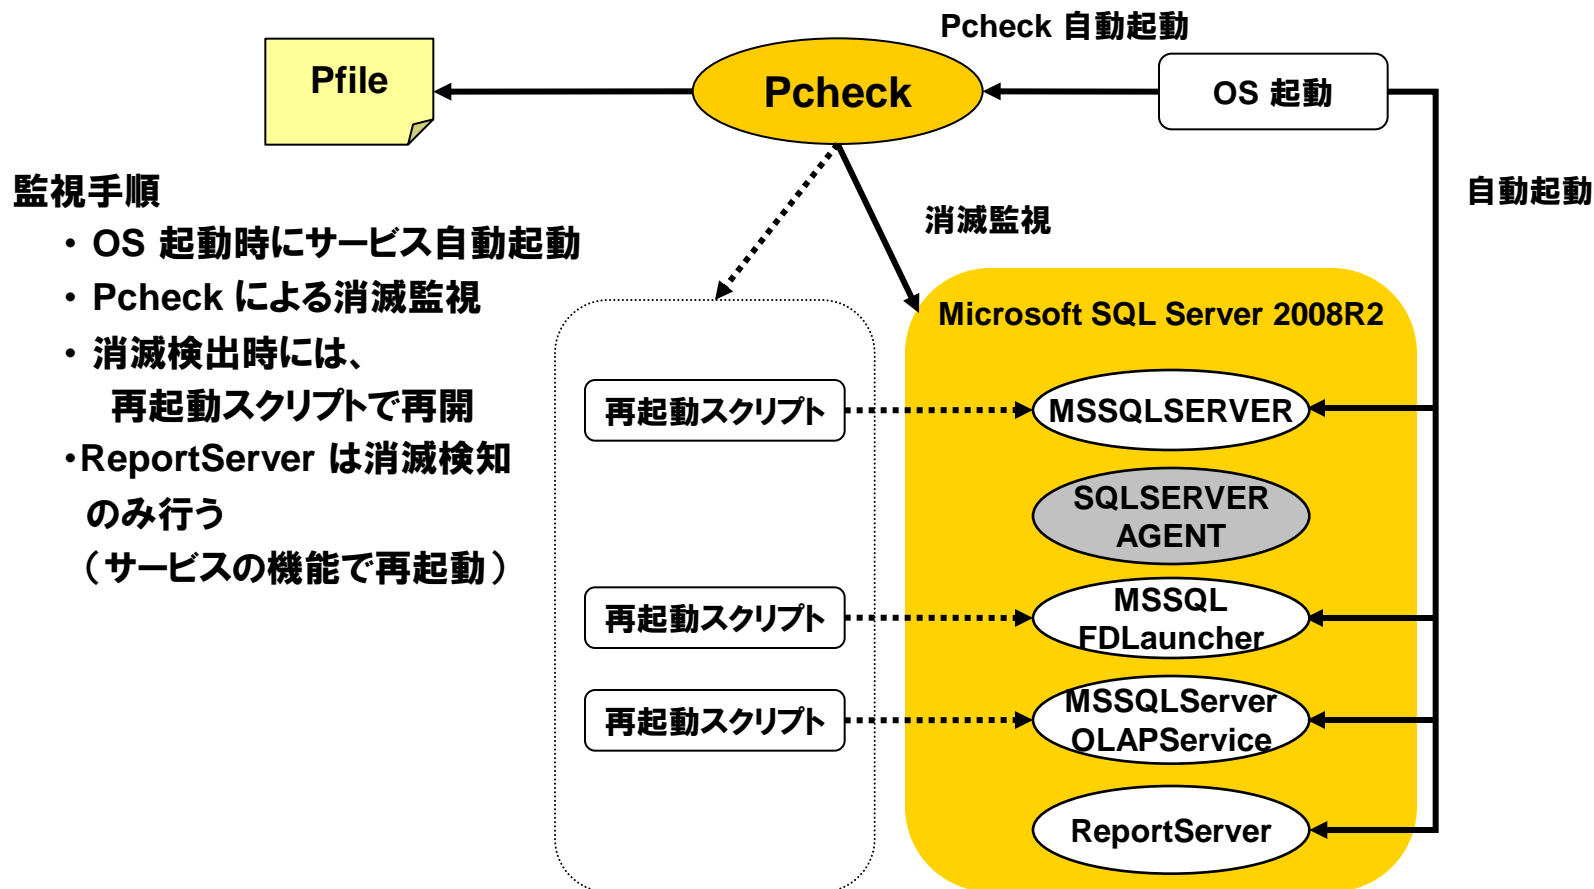 Pcheck 自動起動
Pfile
Pcheck
OS 起動
自動起動
監視手順
・ OS 起動時にサービス自動起動
・ Pcheck による消滅監視
・ 消滅検出時には、
再起動スクリプトで再開
・ReportServer は消滅検知
のみ行う
（サービスの機能で再起動）
消滅監視
Microsoft SQL Server 2008R2
再起動スクリプト
MSSQLSERVER
SQLSERVER
AGENT
再起動スクリプト
MSSQL
FDLauncher
再起動スクリプト
MSSQLServer
OLAPService
ReportServer